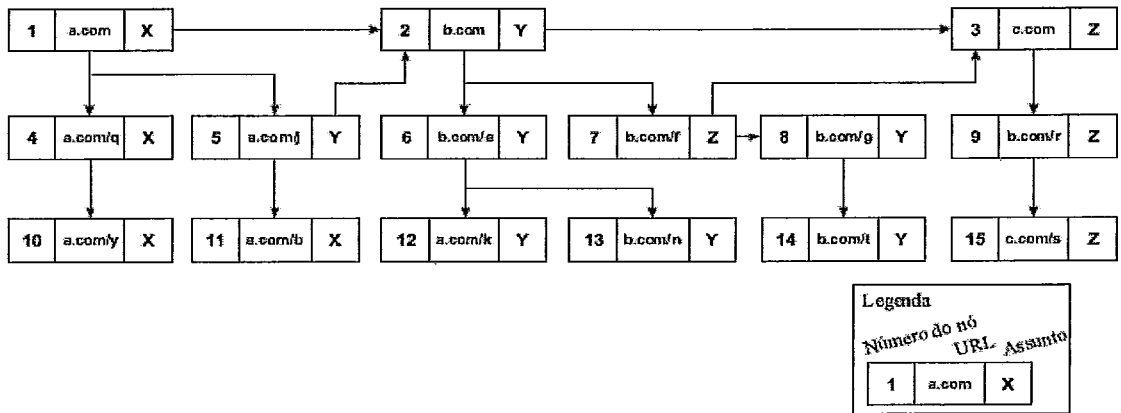 1 a.com X 2 b.com Y 3 c.com Z
4 a.com/q X 5 a.com/j Y 6 b.com/e Y 7 b.com/f Z 8 b.com/g Y 9 b.com/r Z
10 a.com/y X 11 a.com/b X 12 a.com/k Y 13 b.com/n Y 14 b.com/t Y 15 c.com/s Z
Legenda
Número do nó
URL
Assunto
1 a.com X